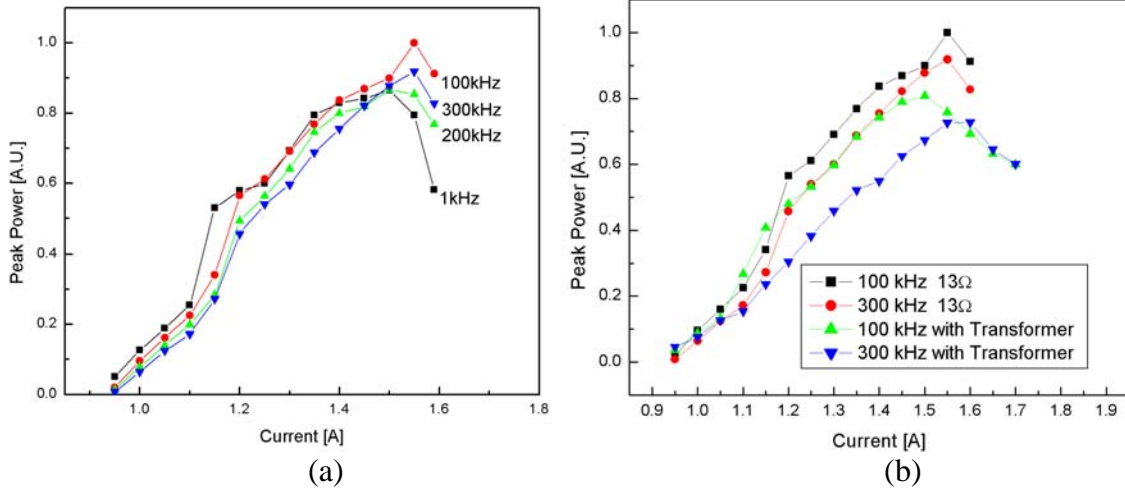 Peak Power [A.U.]
1.0
0.8
0.6
0.4
0.2
0.0
100kHz
300kHz
200kHz
1kHz
1.0 1.2 1.4 1.6 1.8
Current [A]
(a)
Peak Power [A.U.]
1.0
0.8
0.6
0.4
0.2
0.0
100 kHz 13Ω
300 kHz 13Ω
100 kHz with Transformer
300 kHz with Transformer
0.9 1.0 1.1 1.2 1.3 1.4 1.5 1.6 1.7 1.8 1.9
Current [A]
(b)